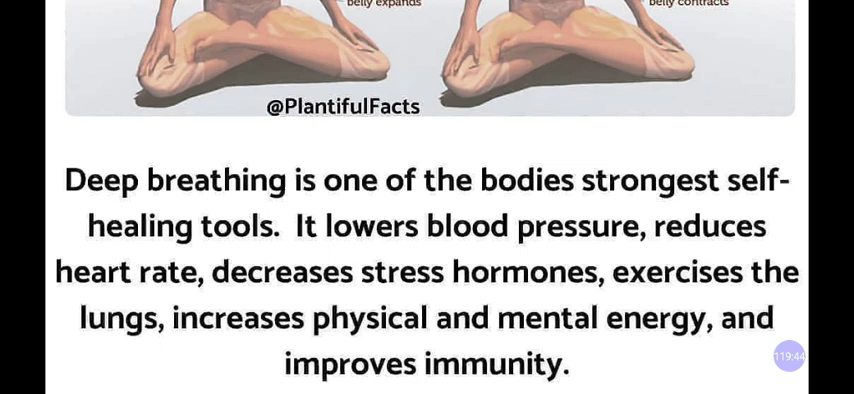 belly expands
belly contracts
@PlantifulFacts
Deep breathing is one of the bodies strongest self-
healing tools.  It lowers blood pressure, reduces
heart rate, decreases stress hormones, exercises the
lungs, increases physical and mental energy, and
improves immunity.
119:44